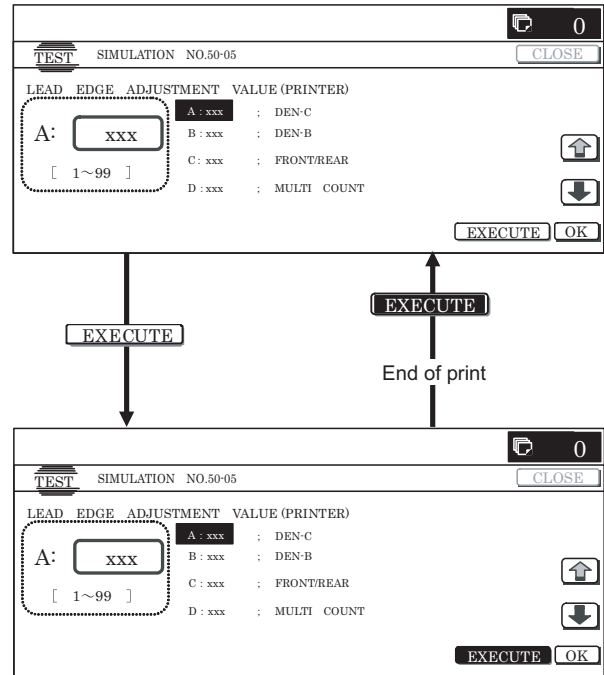 0
TEST SIMULATION NO.50-05 CLOSE
LEAD EDGE ADJUSTMENT VALUE (PRINTER)
A : xxx ; DEN-C
A: xxx B : xxx ; DEN-B
[ 1～99 ] C : xxx ; FRONT/REAR
D : xxx ; MULTI COUNT
EXECUTE OK
EXECUTE
EXECUTE
End of print
0
TEST SIMULATION NO.50-05 CLOSE
LEAD EDGE ADJUSTMENT VALUE (PRINTER)
A : xxx ; DEN-C
A: xxx B : xxx ; DEN-B
[ 1～99 ] C : xxx ; FRONT/REAR
D : xxx ; MULTI COUNT
EXECUTE OK